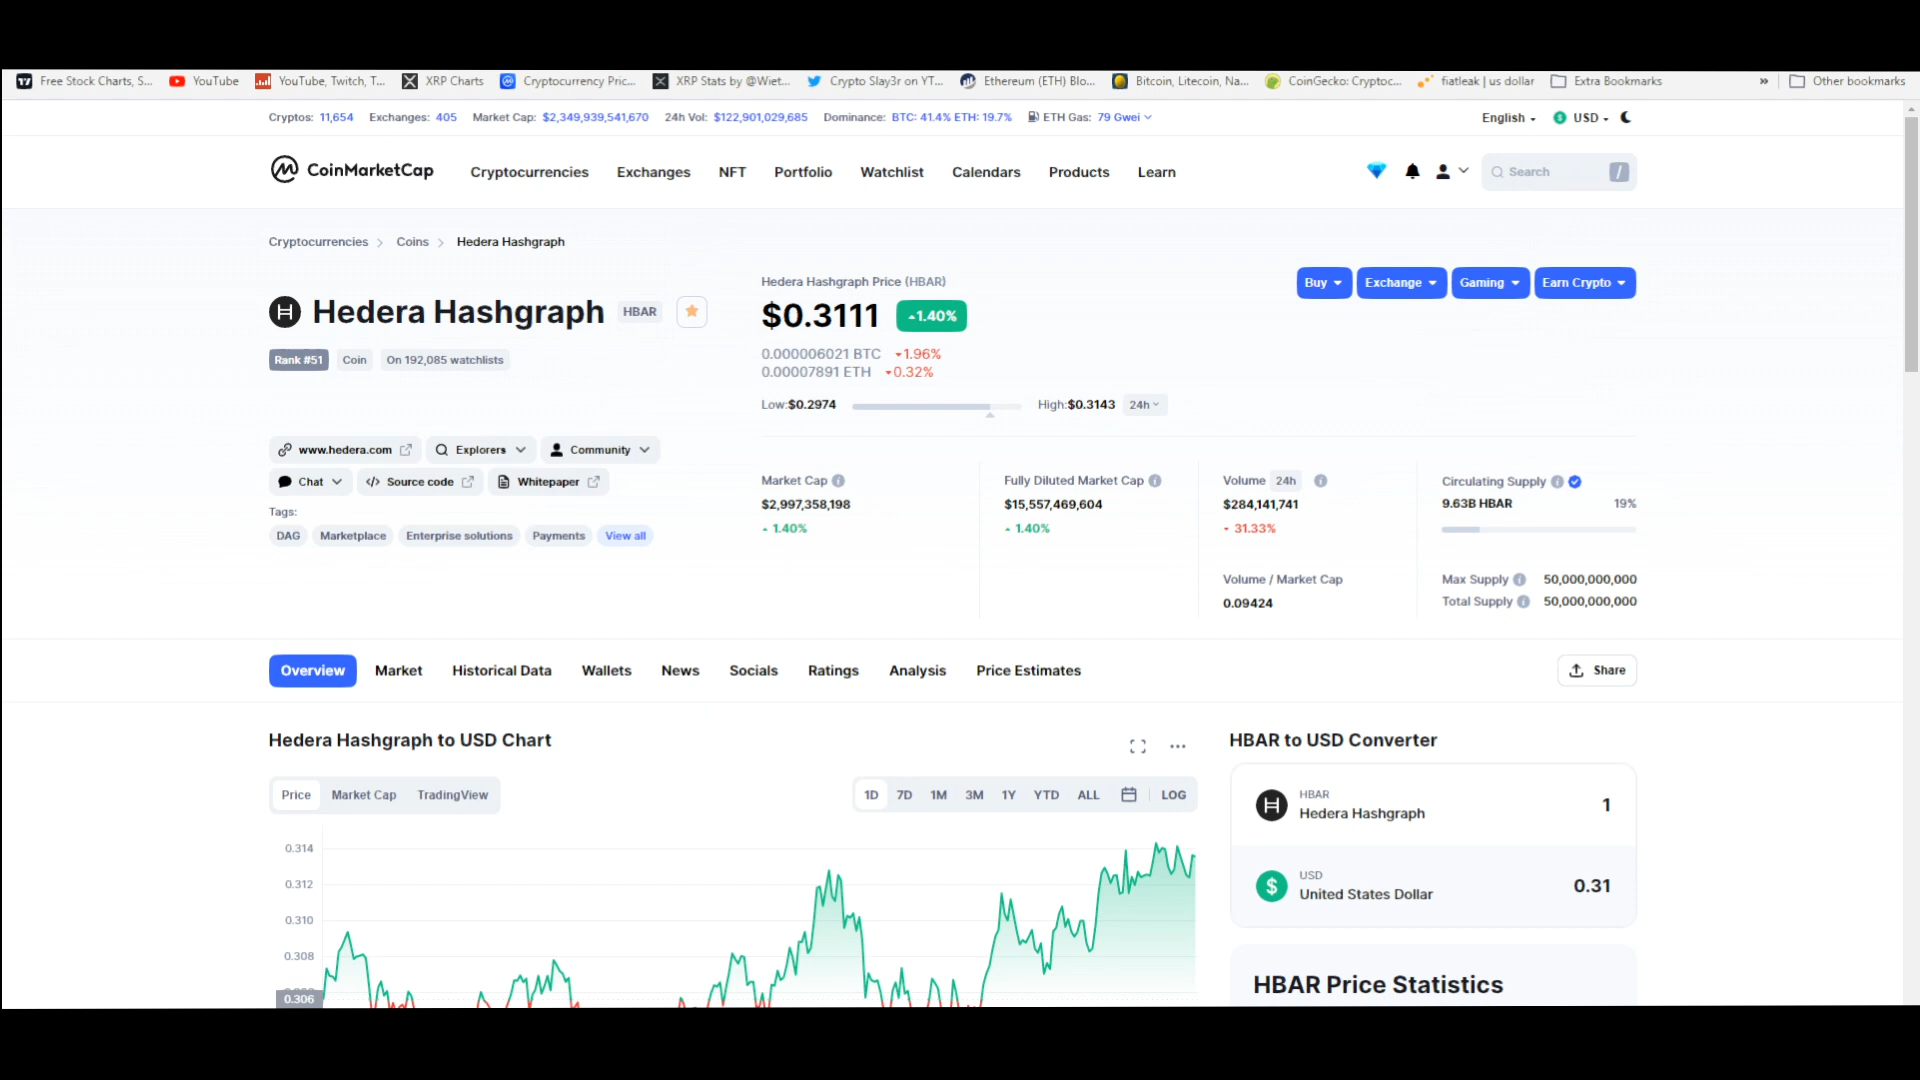 Free Stock Charts, S... YouTube YouTube, Twitch, T... XRP Charts Cryptocurrency Pric... XRP Stats by @Wiet... Crypto Slay3r on YT... Ethereum (ETH) Blo... Bitcoin, Litecoin, Na... CoinGecko: Cryptoc... fiatleak | us dollar Extra Bookmarks » Other bookmarks
Cryptos: 11,654 Exchanges: 405 Market Cap: $2,349,939,541,670 24h Vol: $122,901,029,685 Dominance: BTC: 41.4% ETH: 19.7% ETH Gas: 79 Gwei English USD
CoinMarketCap Cryptocurrencies Exchanges NFT Portfolio Watchlist Calendars Products Learn Search /
Cryptocurrencies > Coins > Hedera Hashgraph
Hedera Hashgraph Price (HBAR)
Buy Exchange Gaming Earn Crypto
Hedera Hashgraph HBAR
$0.3111 1.40%
Rank #51 Coin On 192,085 watchlists
0.000006021 BTC 1.96%
0.00007891 ETH 0.32%
Low:$0.2974 High:$0.3143 24h
www.hedera.com Explorers Community
Chat </> Source code Whitepaper
Tags:
DAG Marketplace Enterprise solutions Payments View all
Market Cap
$2,997,358,198
1.40%
Fully Diluted Market Cap
$15,557,469,604
1.40%
Volume 24h
$284,141,741
31.33%
Volume / Market Cap
0.09424
Circulating Supply
9.63B HBAR 19%
Max Supply 50,000,000,000
Total Supply 50,000,000,000
Overview Market Historical Data Wallets News Socials Ratings Analysis Price Estimates Share
Hedera Hashgraph to USD Chart
Price Market Cap TradingView 1D 7D 1M 3M 1Y YTD ALL LOG
0.314
0.312
0.310
0.308
0.306
HBAR to USD Converter
HBAR
Hedera Hashgraph 1
USD
United States Dollar 0.31
HBAR Price Statistics